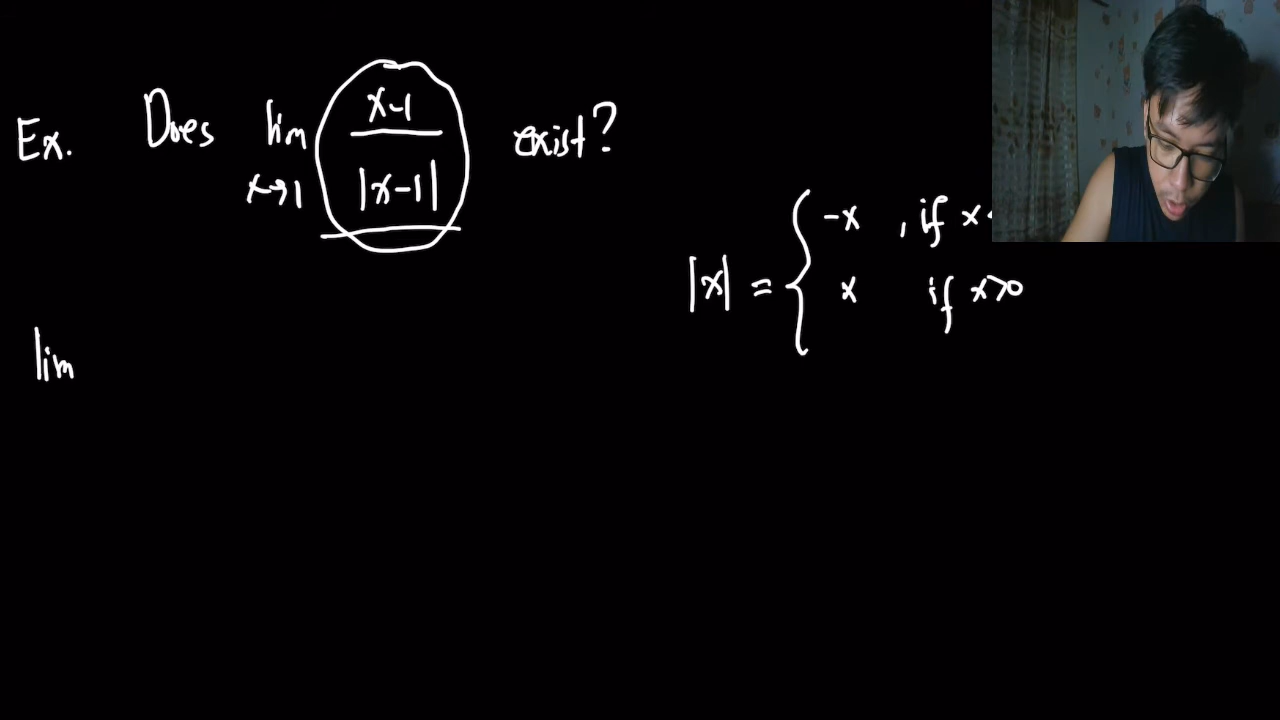 Ex. Does lim x→1 x-1 / |x-1| exist?
|x| = { -x , if x<
x if x>0
lim